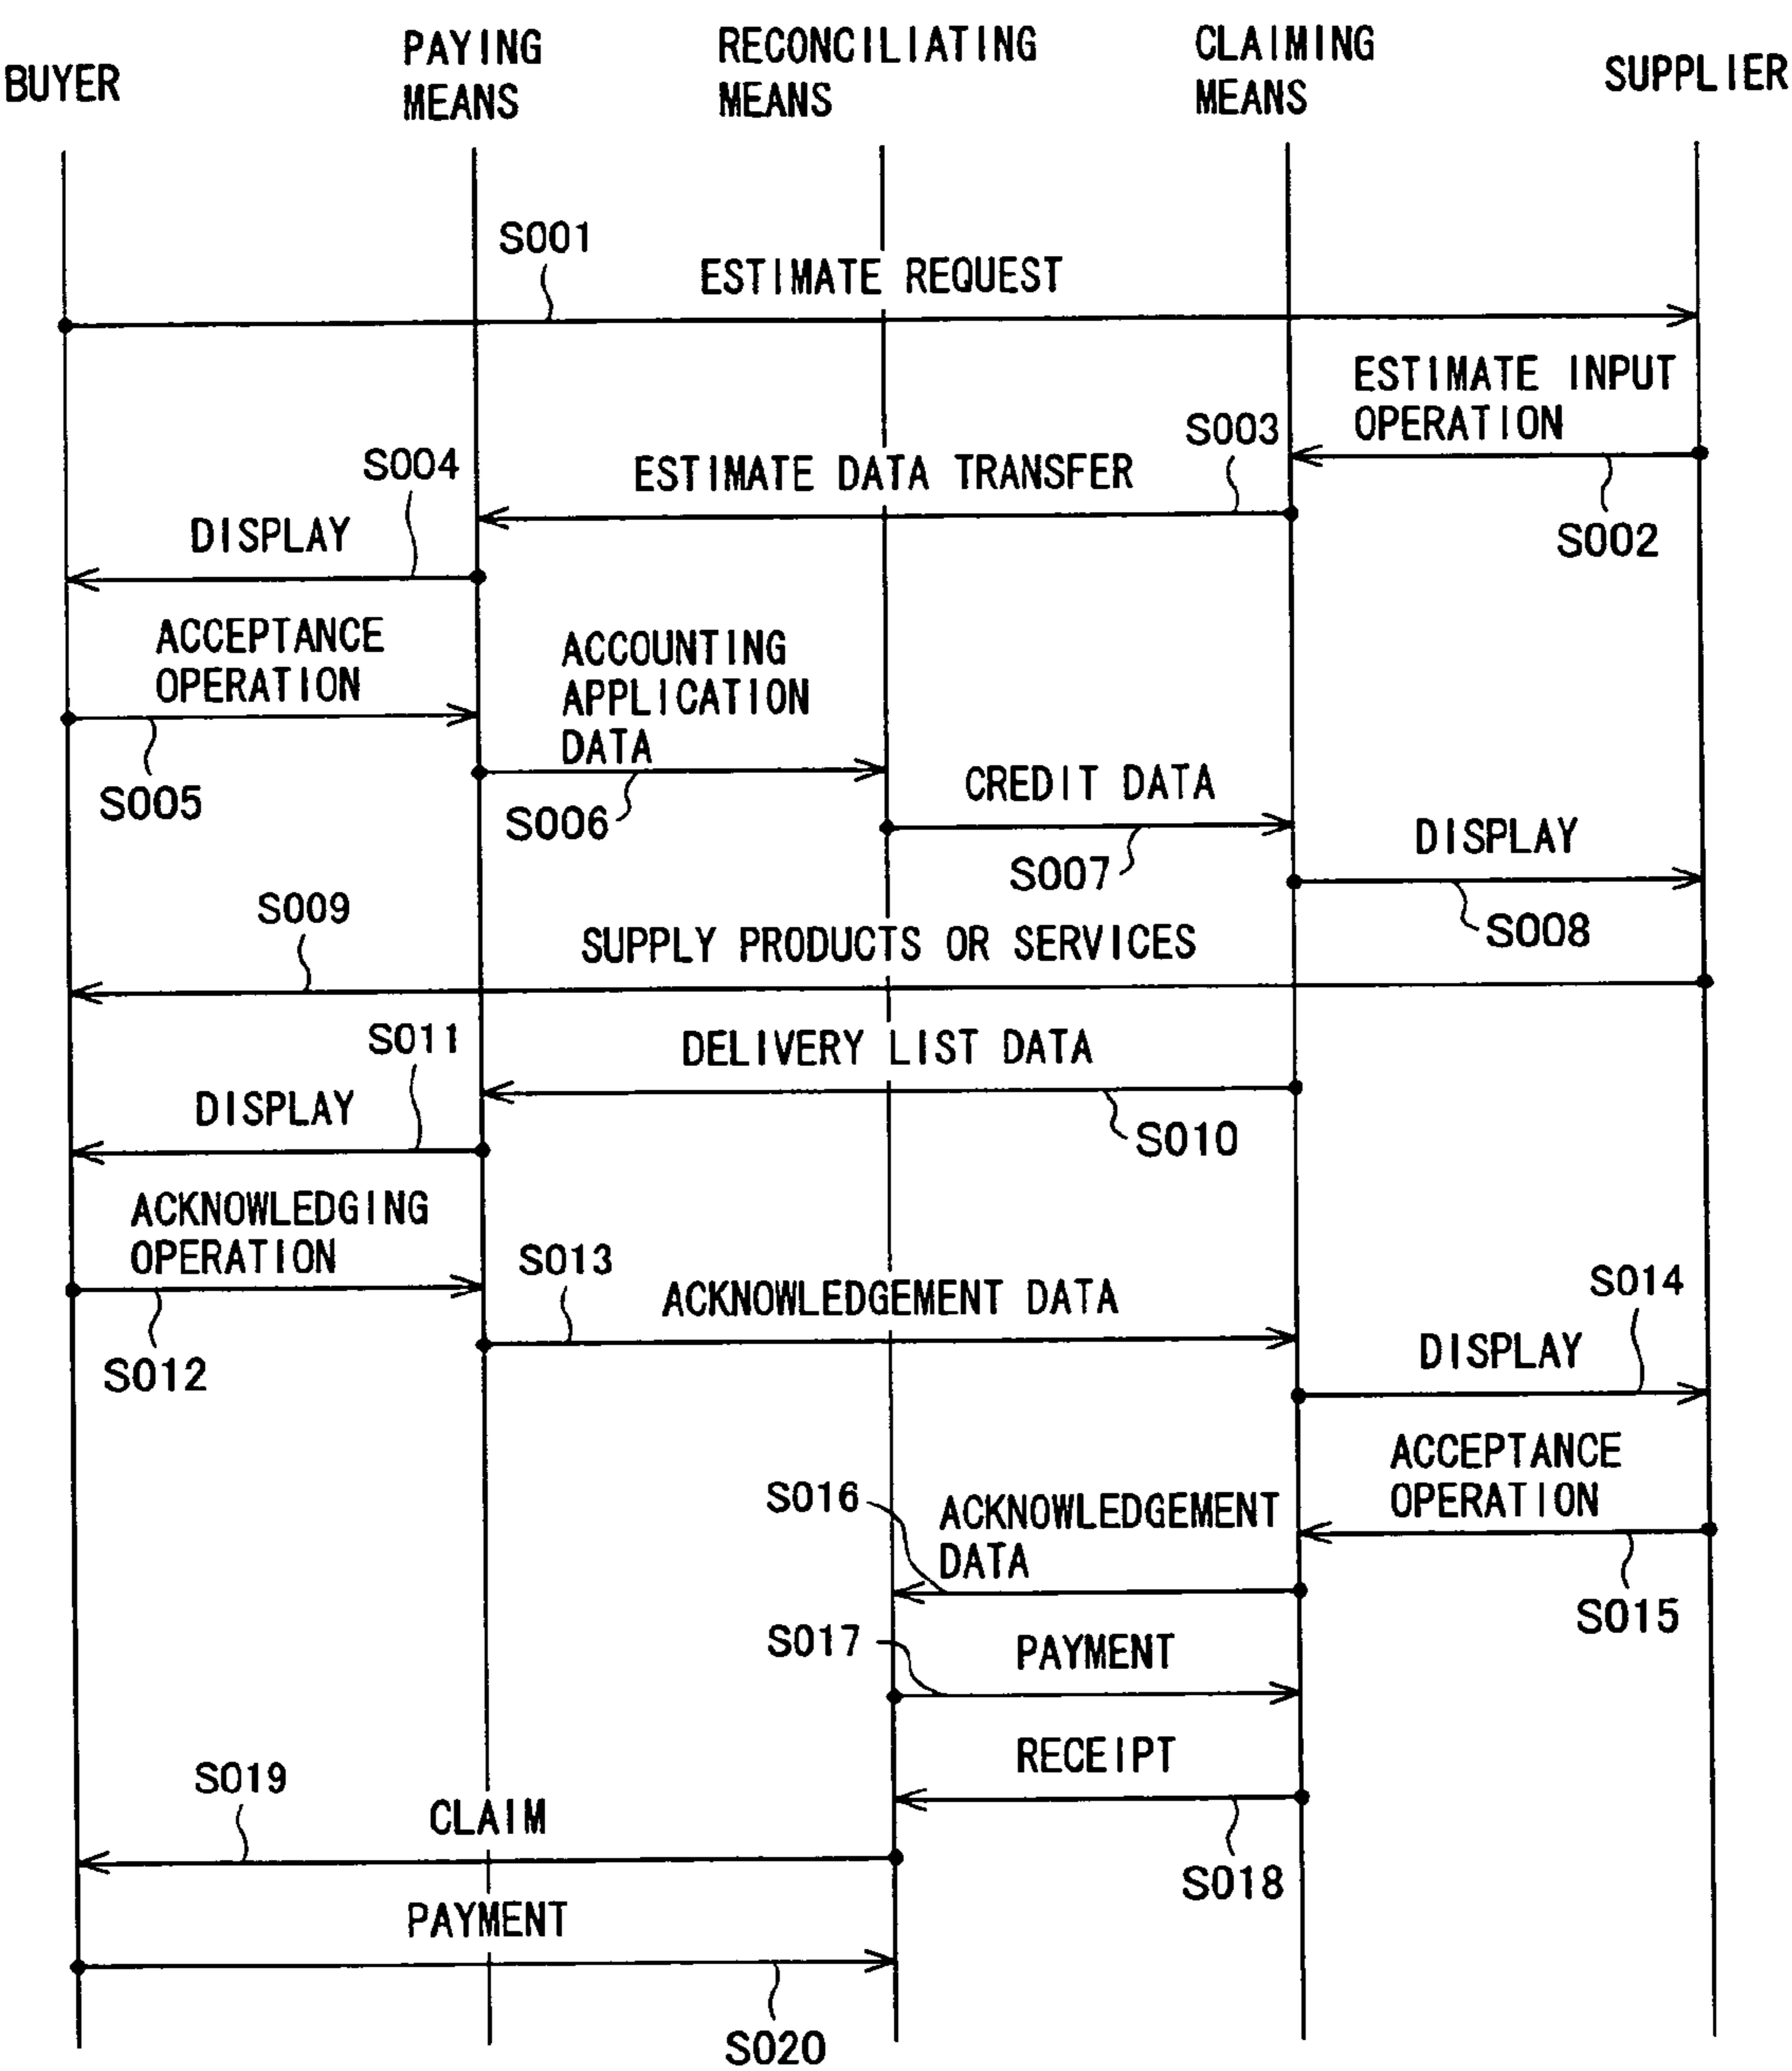 BUYER
PAYING
MEANS
RECONCILIATING
MEANS
CLAIMING
MEANS
SUPPLIER
S001
ESTIMATE REQUEST
ESTIMATE INPUT
OPERATION
S002
S003
ESTIMATE DATA TRANSFER
S004
DISPLAY
ACCEPTANCE
OPERATION
S005
ACCOUNTING
APPLICATION
DATA
S006
CREDIT DATA
S007
DISPLAY
S008
S009
SUPPLY PRODUCTS OR SERVICES
DELIVERY LIST DATA
S010
S011
DISPLAY
ACKNOWLEDGING
OPERATION
S012
S013
ACKNOWLEDGEMENT DATA
S014
DISPLAY
ACCEPTANCE
OPERATION
S015
S016
ACKNOWLEDGEMENT
DATA
S017
PAYMENT
RECEIPT
S018
S019
CLAIM
PAYMENT
S020